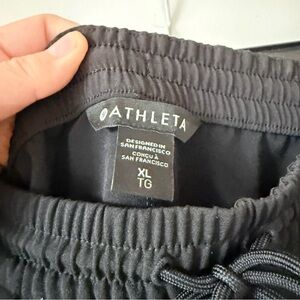 ATHLETA
DESIGNED IN
SAN FRANCISCO
CONÇU À
SAN FRANCISCO
XL
TG